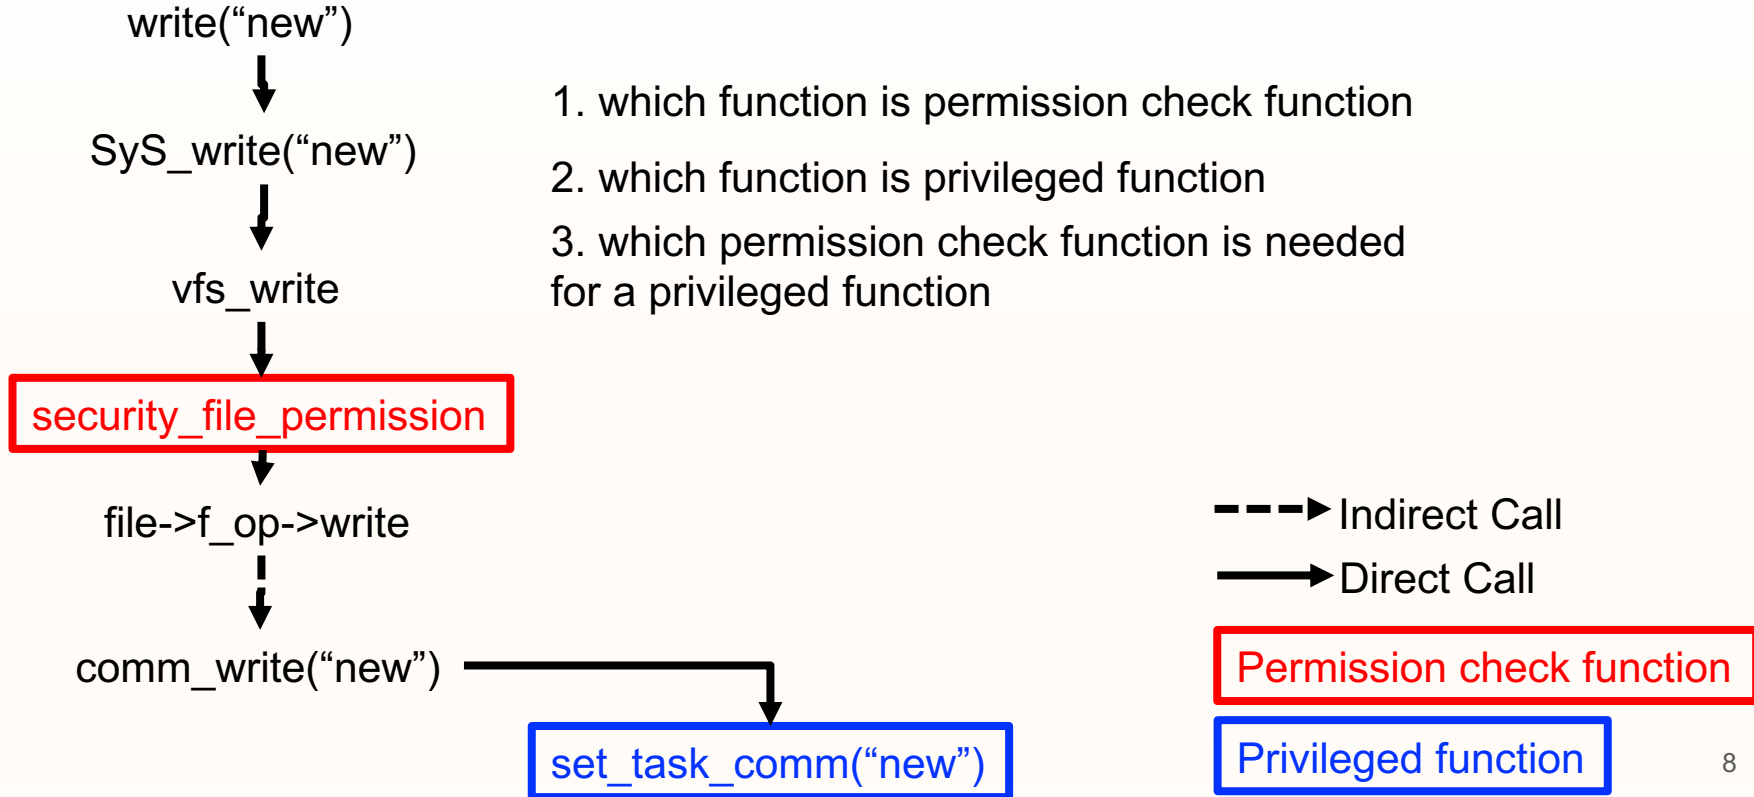 write(“new”)
SyS_write(“new”)
vfs_write
security_file_permission
file->f_op->write
comm_write(“new”)
set_task_comm(“new”)
1. which function is permission check function
2. which function is privileged function
3. which permission check function is needed
for a privileged function
Indirect Call
Direct Call
Permission check function
Privileged function
8